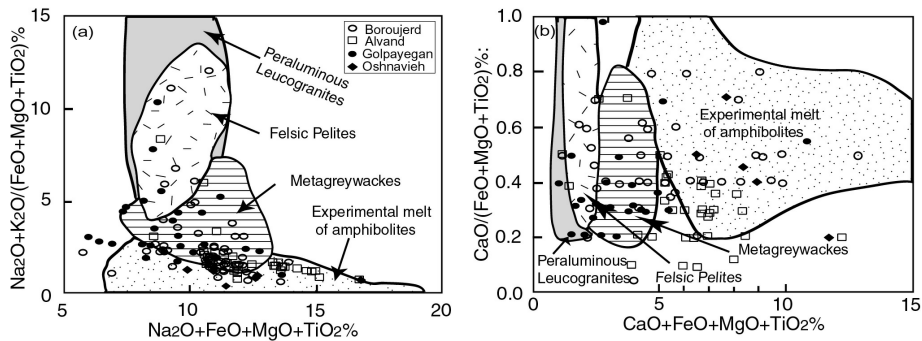 (a)
Na2O+K2O/(FeO+MgO+TiO2)%
15
10
5
0
5
10
15
20
Na2O+FeO+MgO+TiO2%
Boroujerd
Alvand
Golpayegan
Oshnavieh
Peraluminous
Leucogranites
Felsic Pelites
Metagreywackes
Experimental melt
of amphibolites
(b)
CaO/(FeO+MgO+TiO2)%:
1.0
0.8
0.6
0.4
0.2
0.0
0
5
10
15
CaO+FeO+MgO+TiO2%
Experimental melt
of amphibolites
Metagreywackes
Peraluminous
Leucogranites
Felsic Pelites